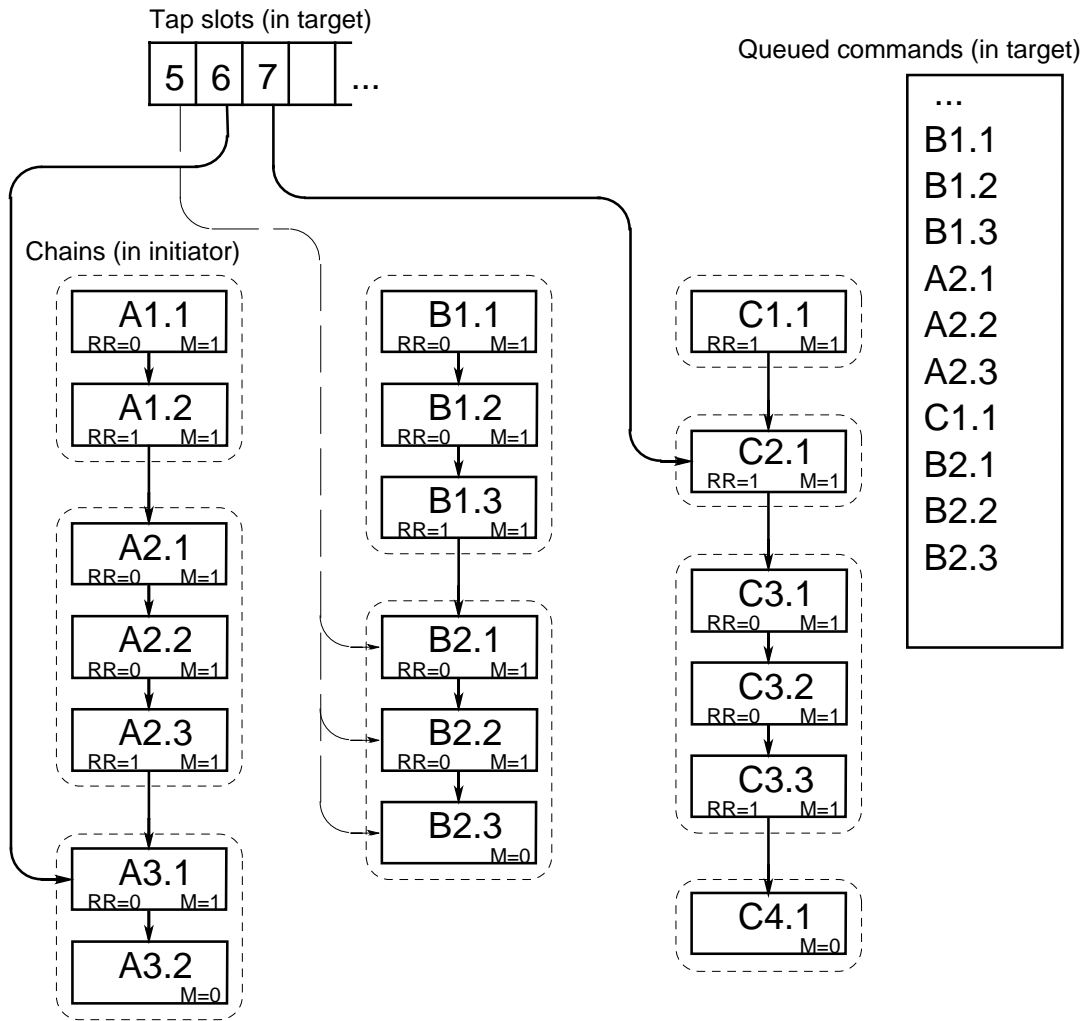 Tap slots (in target)
5 6 7 ...
Queued commands (in target)
...
B1.1
B1.2
B1.3
A2.1
A2.2
A2.3
C1.1
B2.1
B2.2
B2.3
Chains (in initiator)
A1.1
RR=0 M=1
A1.2
RR=1 M=1
A2.1
RR=0 M=1
A2.2
RR=0 M=1
A2.3
RR=1 M=1
A3.1
RR=0 M=1
A3.2
M=0
B1.1
RR=0 M=1
B1.2
RR=0 M=1
B1.3
RR=1 M=1
B2.1
RR=0 M=1
B2.2
RR=0 M=1
B2.3
M=0
C1.1
RR=1 M=1
C2.1
RR=1 M=1
C3.1
RR=0 M=1
C3.2
RR=0 M=1
C3.3
RR=1 M=1
C4.1
M=0